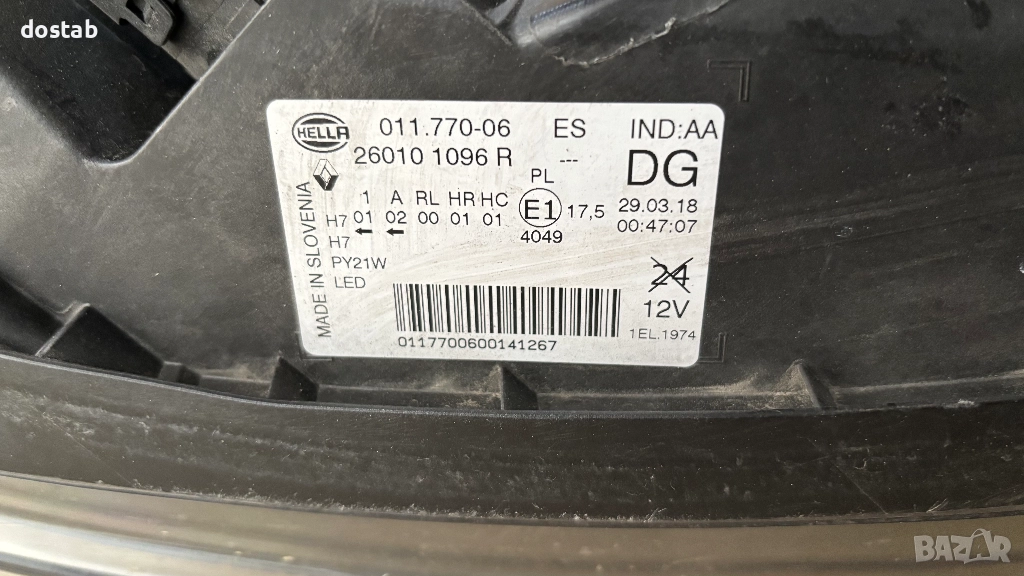 dostab
HELLA 011.770-06 ES IND:AA
26010 1096 R --- DG
PL
1 A RL HR HC E1 17,5 29.03.18
H7 01 02 00 01 01 4049 00:47:07
H7
PY21W 24
LED 12V
MADE IN SLOVENIA
1EL.1974
0117700600141267
BAZAR